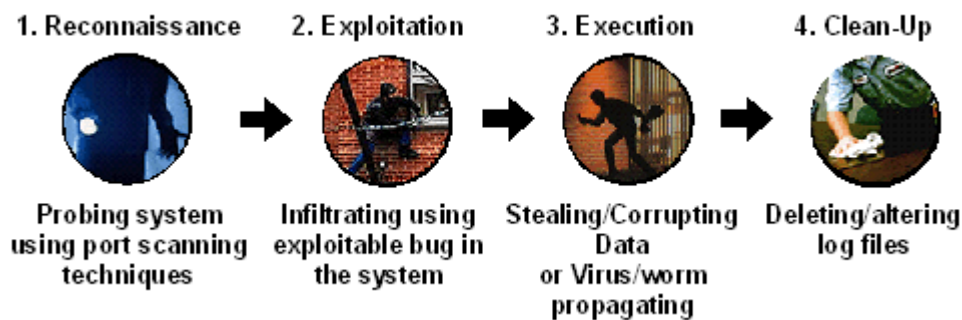 1. Reconnaissance
2. Exploitation
3. Execution
4. Clean-Up
Probing system
using port scanning
techniques
Infiltrating using
exploitable bug in
the system
Stealing/Corrupting
Data
or Virus/worm
propagating
Deleting/altering
log files